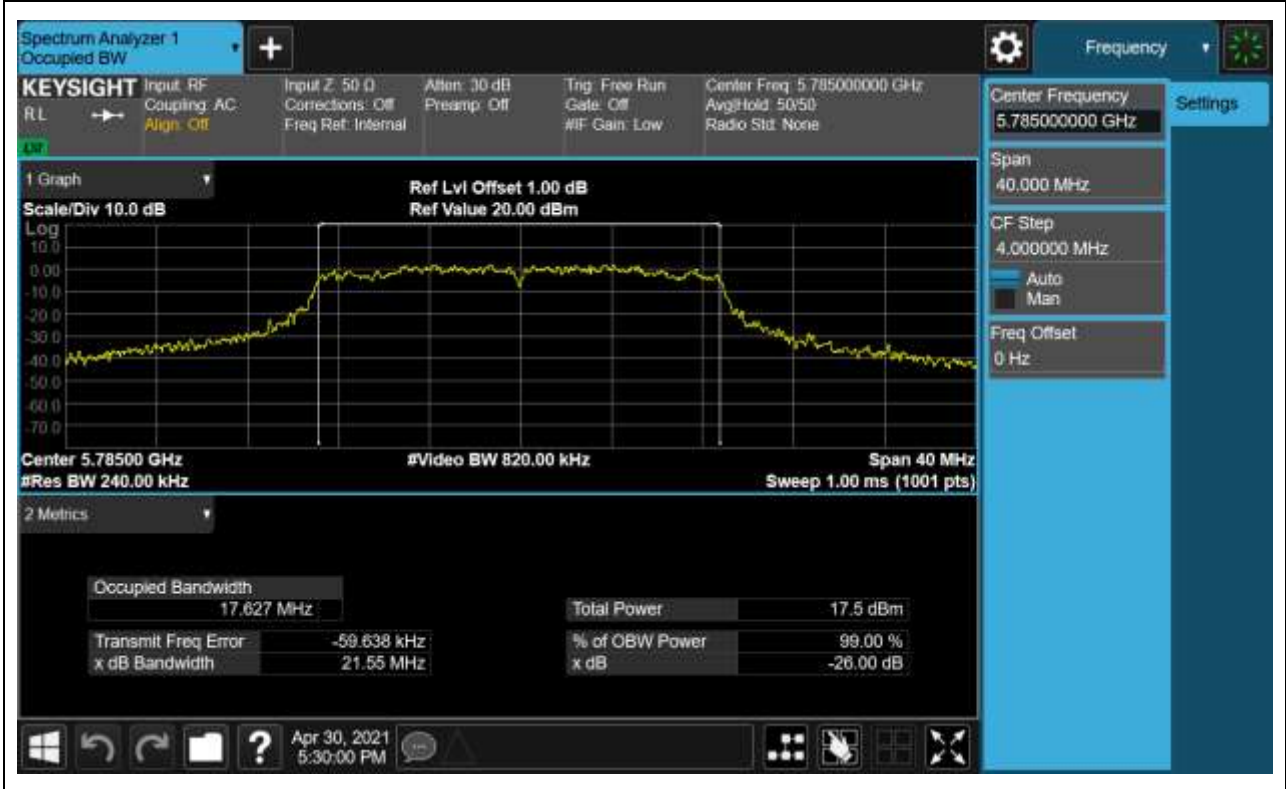 Spectrum Analyzer 1
Occupied BW
+
Frequency
KEYSIGHT
RL
LXI
Input: RF
Coupling: AC
Align: Off
Input Z: 50 Ω
Corrections: Off
Freq Ref: Internal
Atten: 30 dB
Preamp: Off
Trig: Free Run
Gate: Off
#IF Gain: Low
Center Freq: 5.785000000 GHz
Avg|Hold: 50/50
Radio Std: None
Center Frequency
5.785000000 GHz
Settings
Span
40.000 MHz
CF Step
4.000000 MHz
Auto
Man
Freq Offset
0 Hz
1 Graph
Scale/Div 10.0 dB
Ref Lvl Offset 1.00 dB
Ref Value 20.00 dBm
Log
10.0
0.00
-10.0
-20.0
-30.0
-40.0
-50.0
-60.0
-70.0
Center 5.78500 GHz
#Video BW 820.00 kHz
Span 40 MHz
#Res BW 240.00 kHz
Sweep 1.00 ms (1001 pts)
2 Metrics
Occupied Bandwidth
17.627 MHz
Total Power 17.5 dBm
Transmit Freq Error -59.638 kHz
% of OBW Power 99.00 %
x dB Bandwidth 21.55 MHz
x dB -26.00 dB
?
Apr 30, 2021
5:30:00 PM